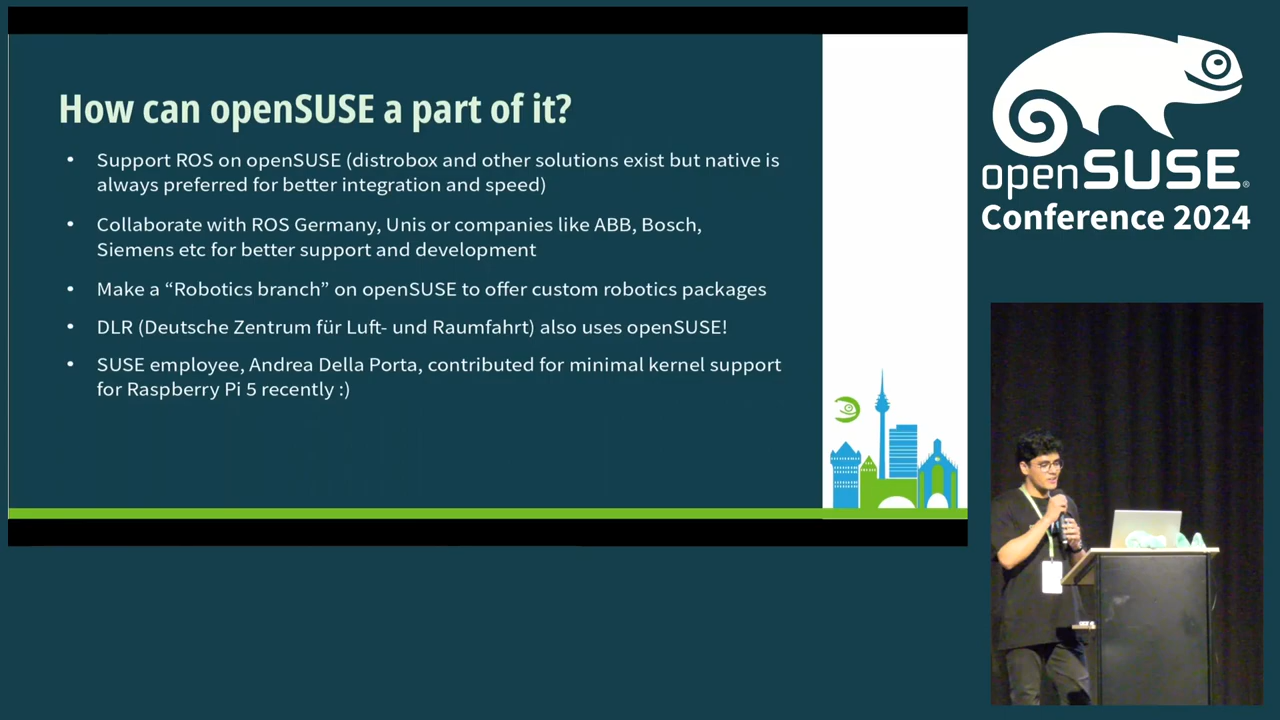 How can openSUSE a part of it?
• Support ROS on openSUSE (distrobox and other solutions exist but native is
always preferred for better integration and speed)
• Collaborate with ROS Germany, Unis or companies like ABB, Bosch,
Siemens etc for better support and development
• Make a “Robotics branch” on openSUSE to offer custom robotics packages
• DLR (Deutsche Zentrum für Luft- und Raumfahrt) also uses openSUSE!
• SUSE employee, Andrea Della Porta, contributed for minimal kernel support
for Raspberry Pi 5 recently :)
openSUSE®
Conference 2024